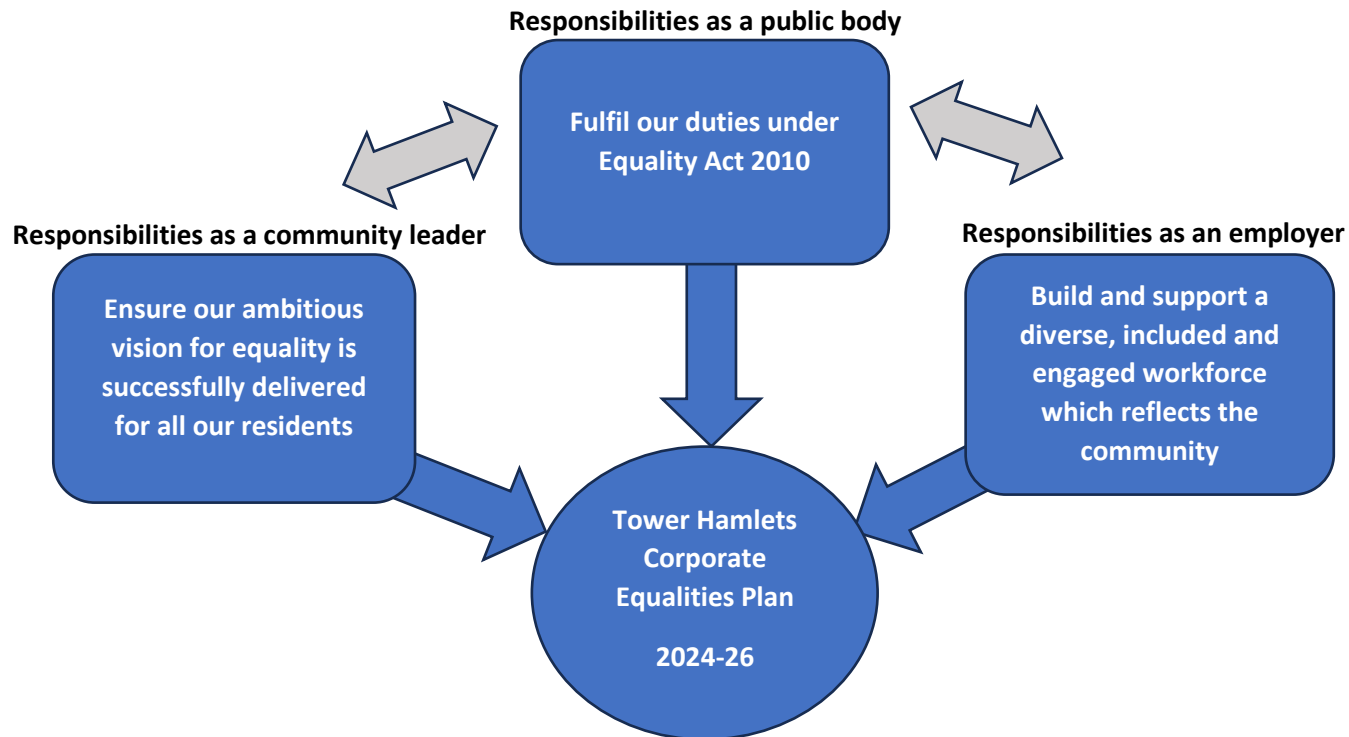 Responsibilities as a public body
Fulfil our duties under
Equality Act 2010
Responsibilities as a community leader
Ensure our ambitious
vision for equality is
successfully delivered
for all our residents
Responsibilities as an employer
Build and support a
diverse, included and
engaged workforce
which reflects the
community
Tower Hamlets
Corporate
Equalities Plan
2024-26